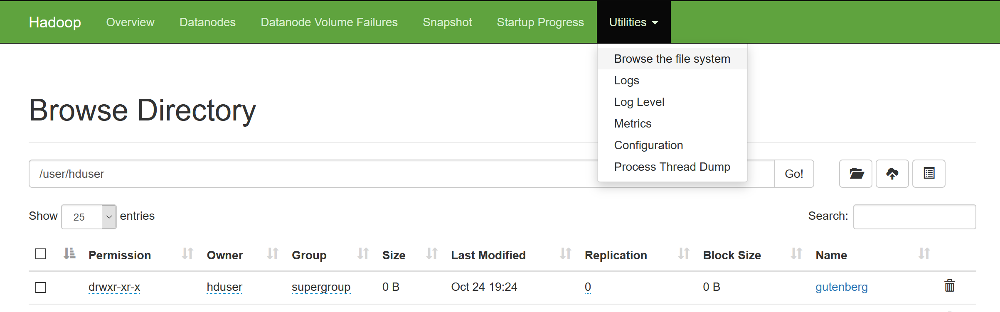 Hadoop Overview Datanodes Datanode Volume Failures Snapshot Startup Progress Utilities
Browse the file system
Logs
Log Level
Metrics
Configuration
Process Thread Dump
Browse Directory
/user/hduser Go!
Show 25 entries Search:
Permission Owner Group Size Last Modified Replication Block Size Name
drwxr-xr-x hduser supergroup 0 B Oct 24 19:24 0 0 B gutenberg